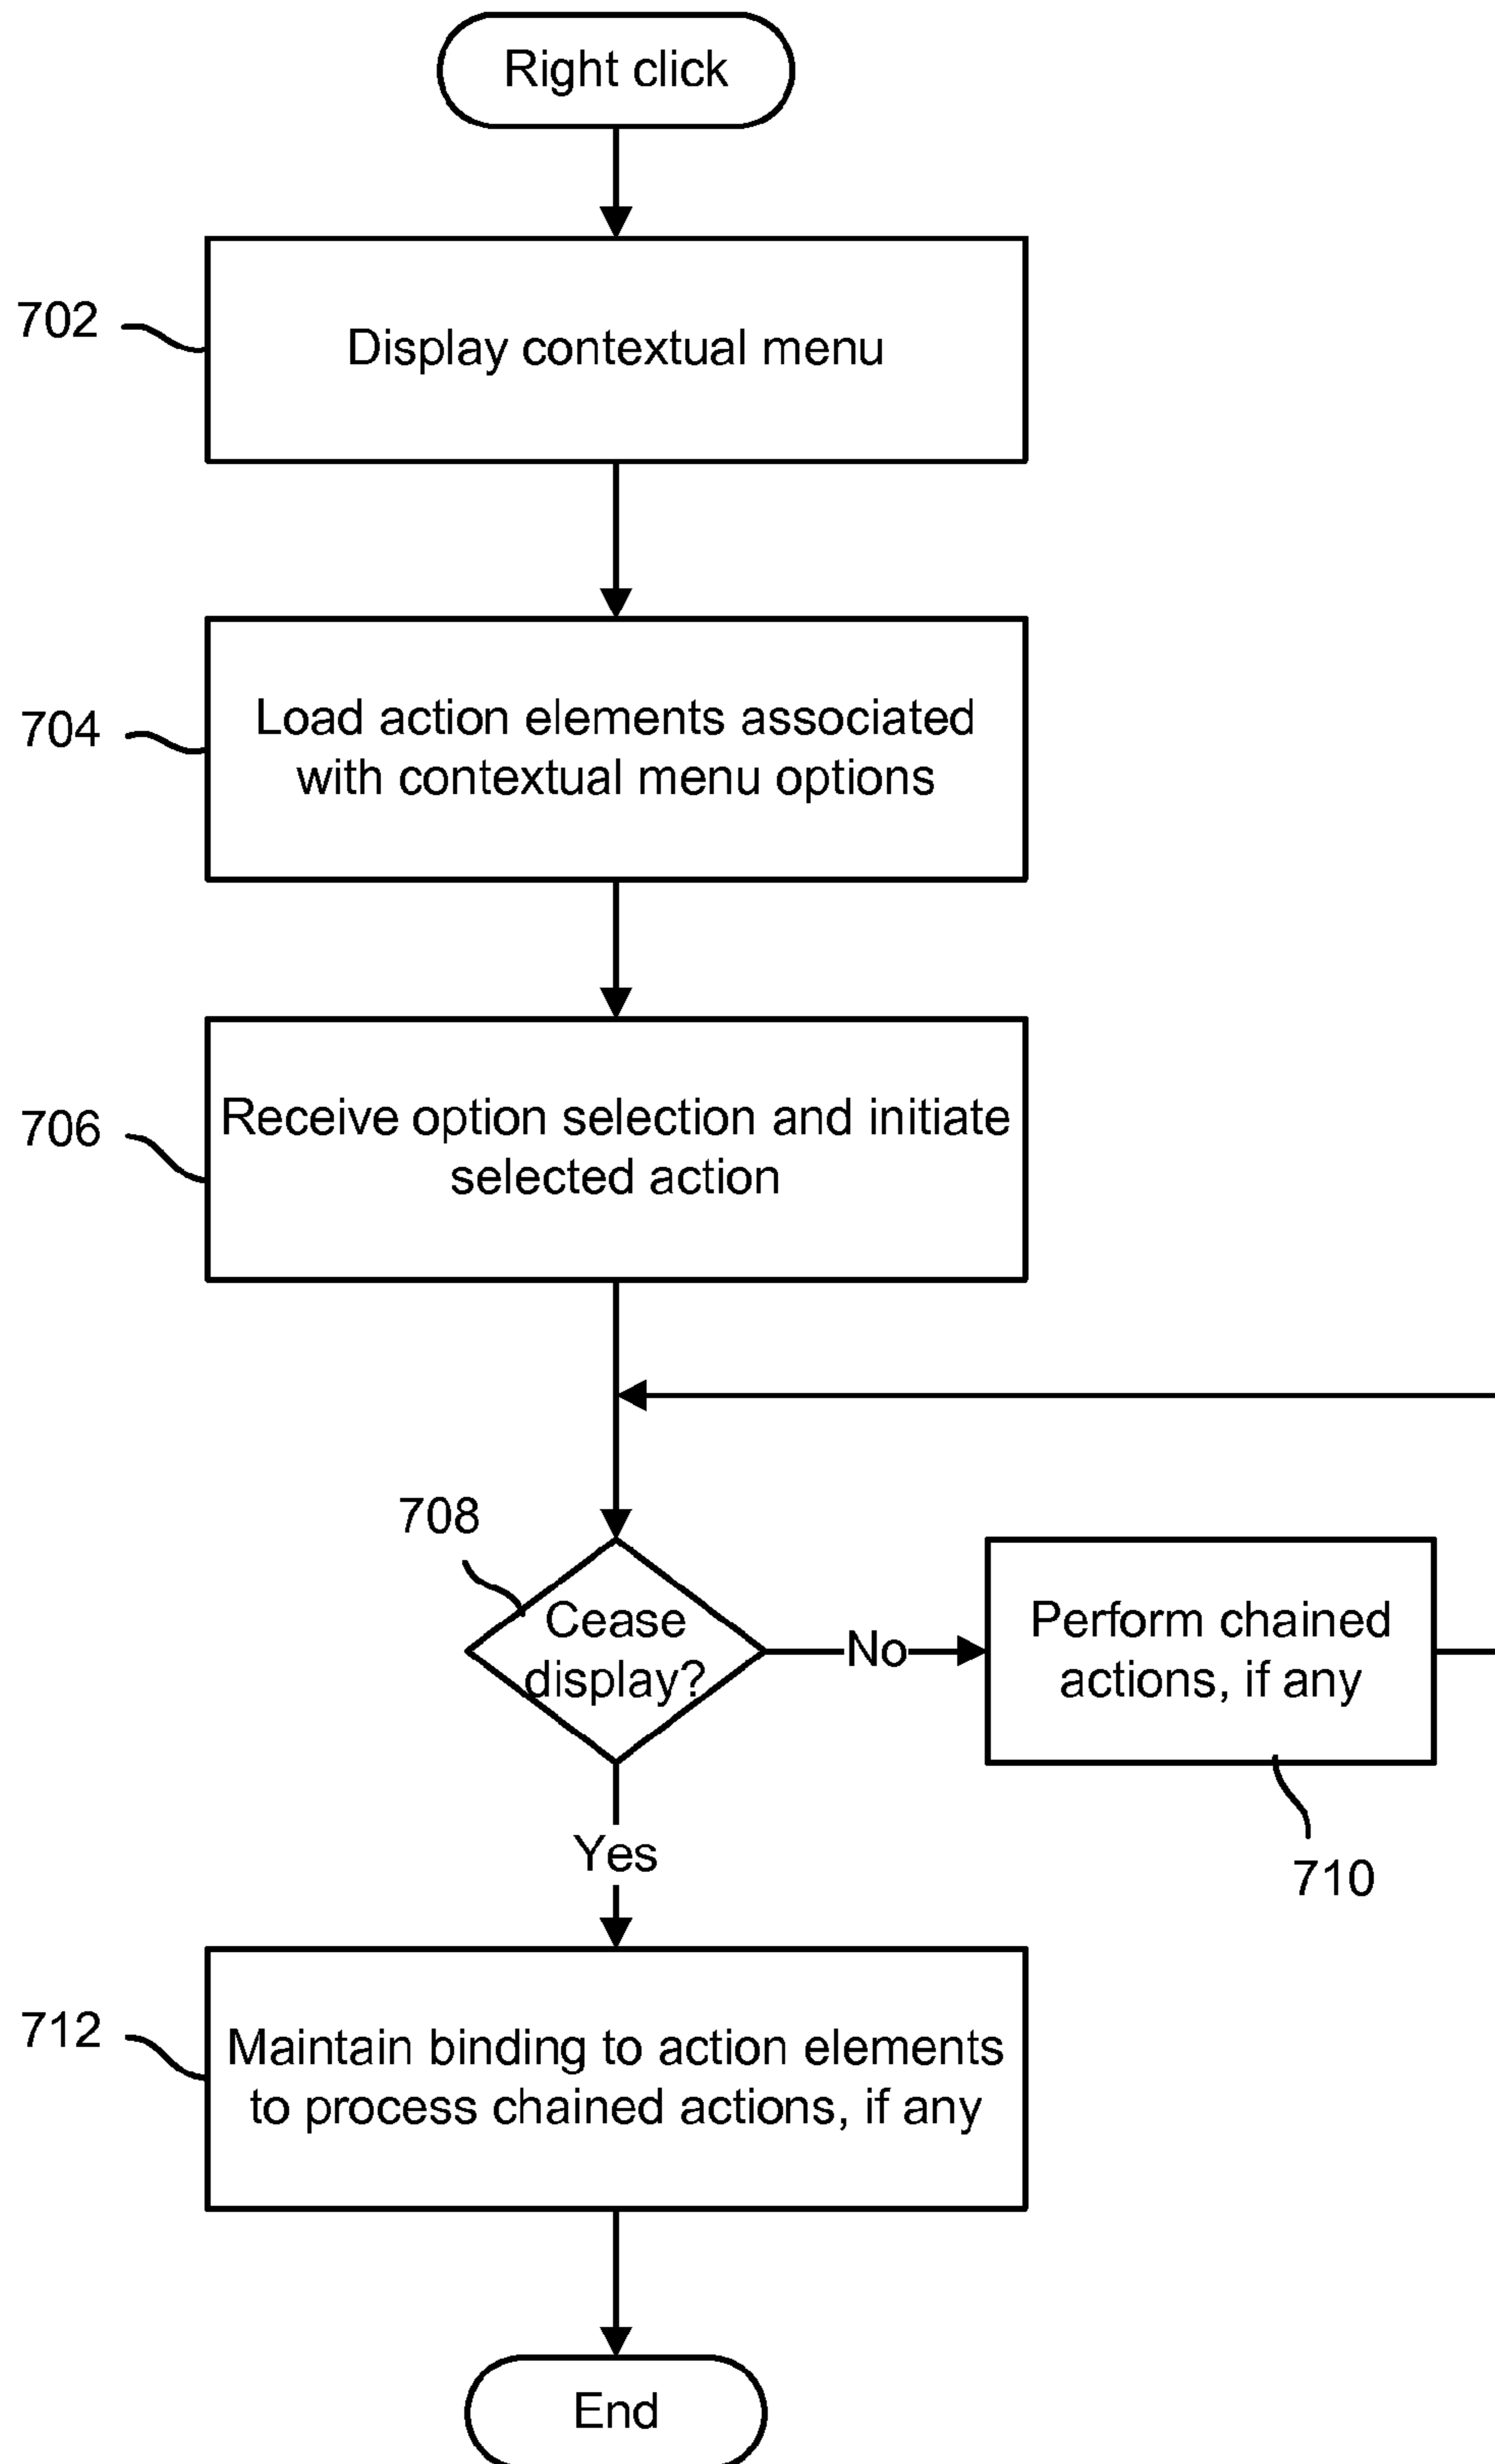 Right click
702
Display contextual menu
704
Load action elements associated
with contextual menu options
706
Receive option selection and initiate
selected action
708
Cease
display?
No
Perform chained
actions, if any
710
Yes
712
Maintain binding to action elements
to process chained actions, if any
End